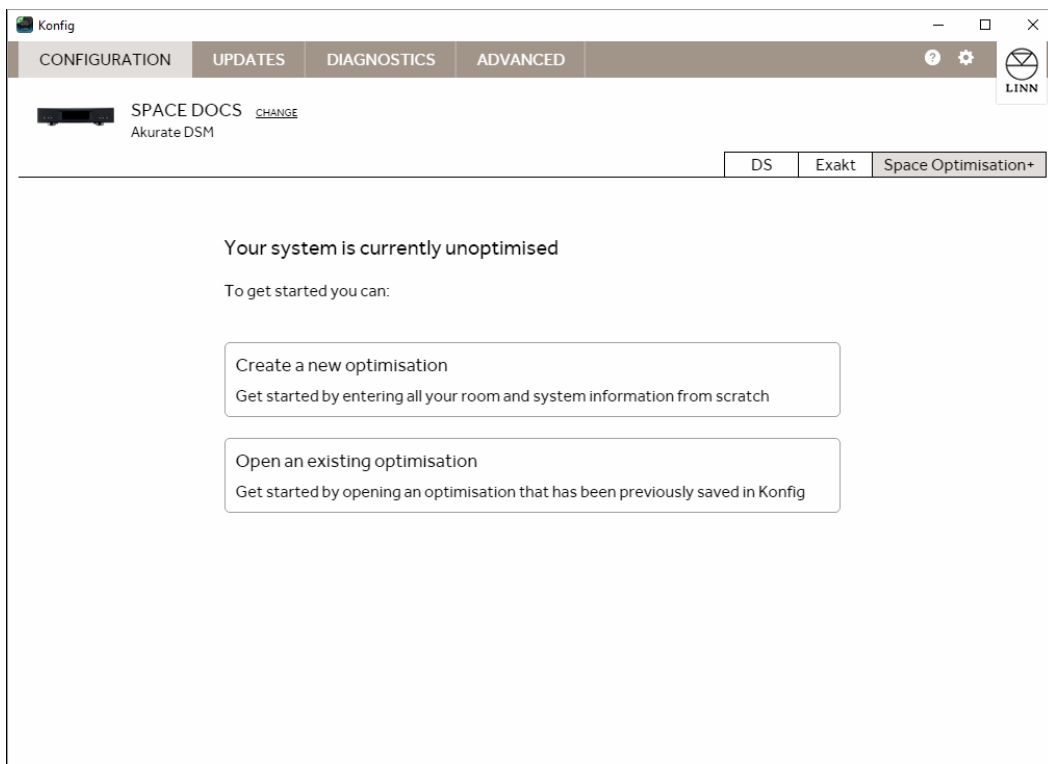 Konfig
CONFIGURATION UPDATES DIAGNOSTICS ADVANCED ?
LINN
SPACE DOCS CHANGE
Akurate DSM
DS Exakt Space Optimisation+
Your system is currently unoptimised
To get started you can:
Create a new optimisation
Get started by entering all your room and system information from scratch
Open an existing optimisation
Get started by opening an optimisation that has been previously saved in Konfig